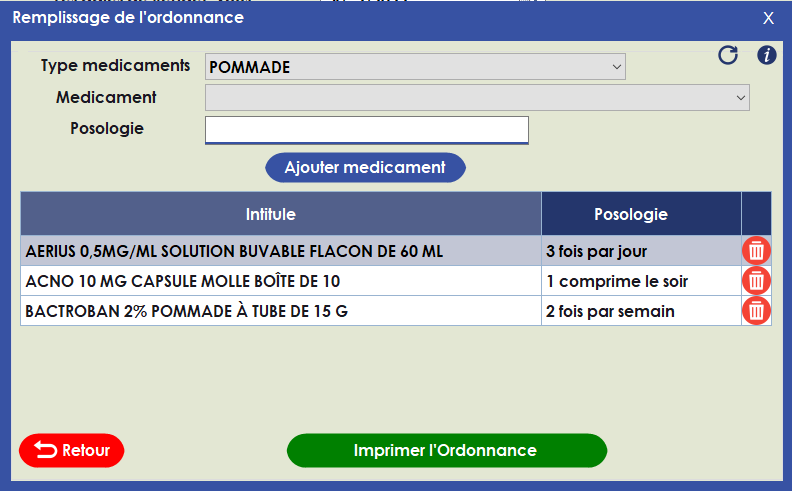 Remplissage de l'ordonnance X
Type medicaments POMMADE
Medicament
Posologie
Ajouter medicament
Intitule Posologie
AERIUS 0,5MG/ML SOLUTION BUVABLE FLACON DE 60 ML 3 fois par jour
ACNO 10 MG CAPSULE MOLLE BOÎTE DE 10 1 comprime le soir
BACTROBAN 2% POMMADE À TUBE DE 15 G 2 fois par semain
Retour Imprimer l'Ordonnance